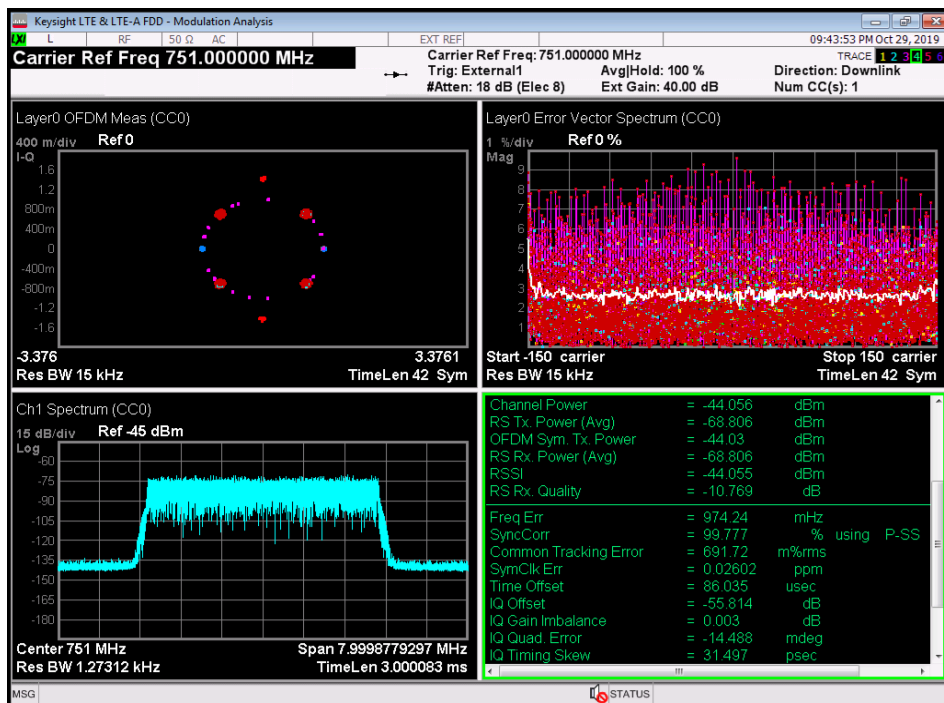 Keysight LTE & LTE-A FDD - Modulation Analysis
LXI L RF 50 Ω AC EXT REF 09:43:53 PM Oct 29, 2019
Carrier Ref Freq 751.000000 MHz
Carrier Ref Freq: 751.000000 MHz
TRACE 1 2 3 4 5 6
Trig: External1 Avg|Hold: 100 % Direction: Downlink
#Atten: 18 dB (Elec 8) Ext Gain: 40.00 dB Num CC(s): 1
Layer0 OFDM Meas (CC0)
400 m/div Ref 0
I-Q
1.6
1.2
800m
400m
0
-400m
-800m
-1.2
-1.6
-3.376 3.3761
Res BW 15 kHz TimeLen 42 Sym
Layer0 Error Vector Spectrum (CC0)
1 %/div Ref 0 %
Mag
9
8
7
6
5
4
3
2
1
Start -150 carrier Stop 150 carrier
Res BW 15 kHz TimeLen 42 Sym
Ch1 Spectrum (CC0)
15 dB/div Ref -45 dBm
Log
-60
-75
-90
-105
-120
-135
-150
-165
-180
Center 751 MHz Span 7.9998779297 MHz
Res BW 1.27312 kHz TimeLen 3.000083 ms
Channel Power = -44.056 dBm
RS Tx. Power (Avg) = -68.806 dBm
OFDM Sym. Tx. Power = -44.03 dBm
RS Rx. Power (Avg) = -68.806 dBm
RSSI = -44.055 dBm
RS Rx. Quality = -10.769 dB
Freq Err = 974.24 mHz
SyncCorr = 99.777 % using P-SS
Common Tracking Error = 691.72 m%rms
SymClk Err = 0.02602 ppm
Time Offset = 86.035 usec
IQ Offset = -55.814 dB
IQ Gain Imbalance = 0.003 dB
IQ Quad. Error = -14.488 mdeg
IQ Timing Skew = 31.497 psec
MSG STATUS